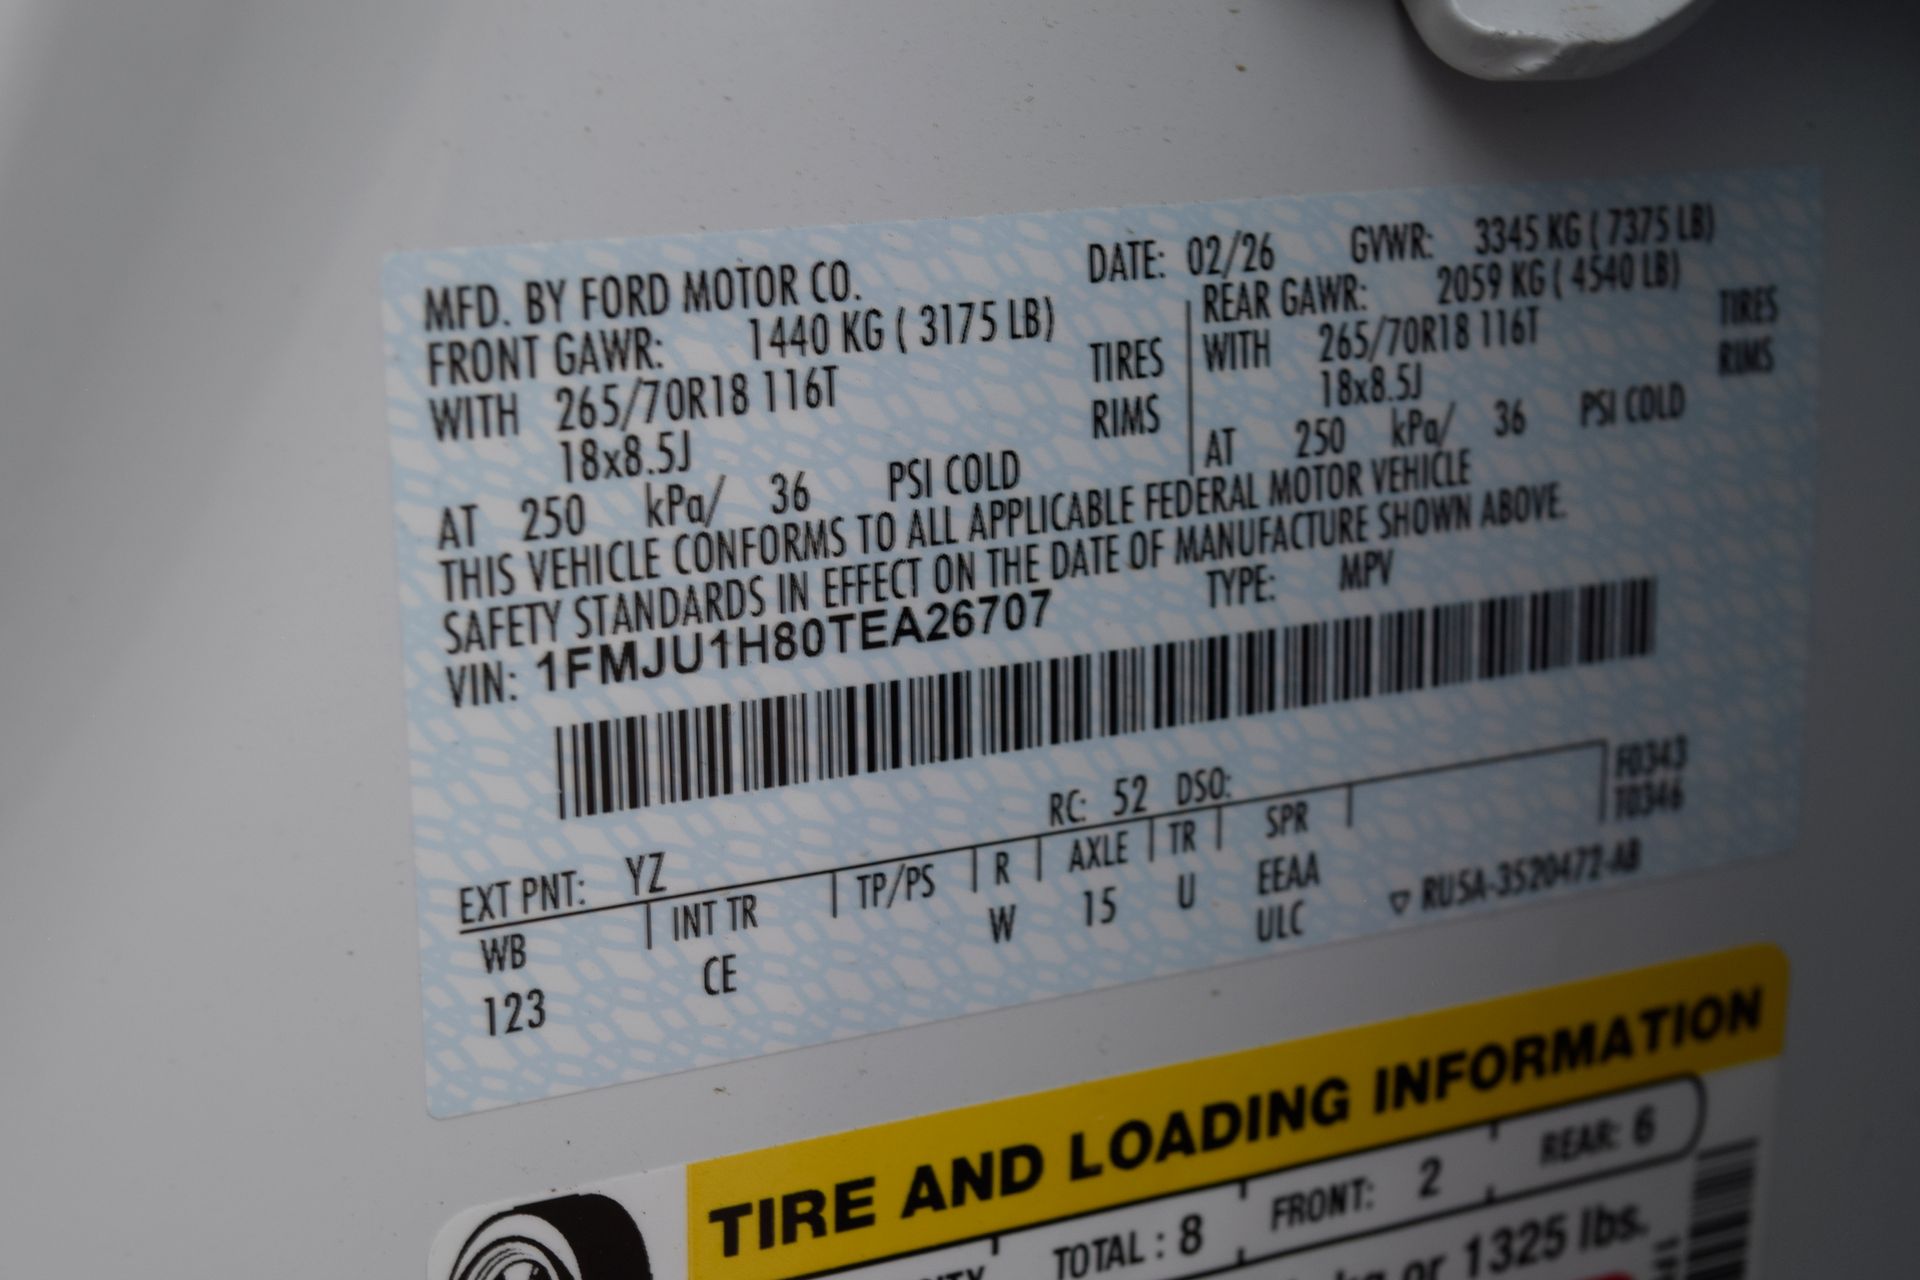 MFD. BY FORD MOTOR CO. DATE: 02/26 GVWR: 3345 KG ( 7375 LB)
FRONT GAWR: 1440 KG ( 3175 LB) REAR GAWR: 2059 KG ( 4540 LB)
WITH 265/70R18 116T TIRES WITH 265/70R18 116T TIRES
18x8.5J RIMS 18x8.5J RIMS
AT 250 kPa/ 36 PSI COLD AT 250 kPa/ 36 PSI COLD
THIS VEHICLE CONFORMS TO ALL APPLICABLE FEDERAL MOTOR VEHICLE
SAFETY STANDARDS IN EFFECT ON THE DATE OF MANUFACTURE SHOWN ABOVE.
VIN: 1FMJU1H80TEA26707 TYPE: MPV
F0343
RC: 52 DSO: T0346
EXT PNT: YZ
WB INT TR TP/PS R AXLE TR SPR
123 CE W 15 U EEAA
ULC ▽ RUSA-3520472-AB
TIRE AND LOADING INFORMATION
TOTAL : 8 FRONT: 2 REAR: 6
kg or 1325 lbs.